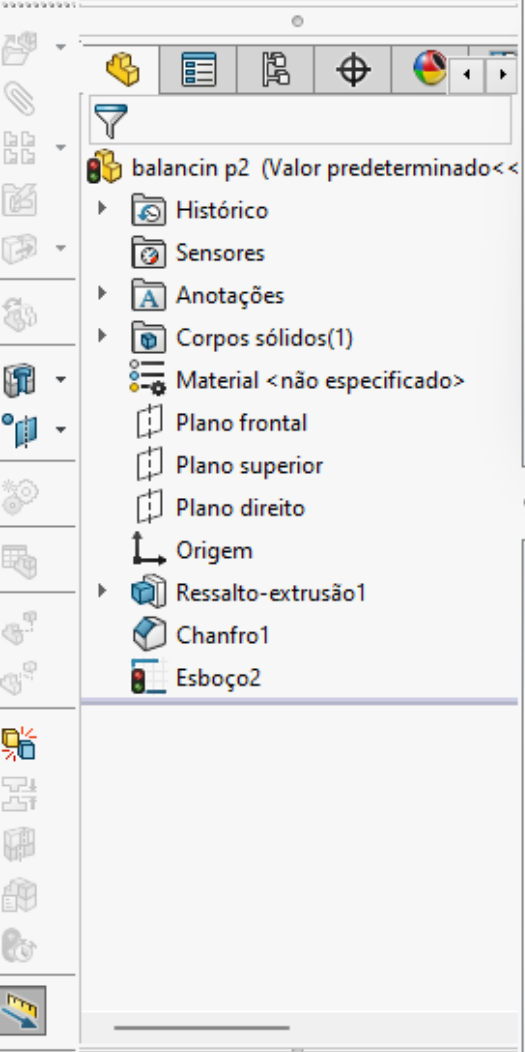 balancin p2 (Valor predeterminado<<
Histórico
Sensores
Anotações
Corpos sólidos(1)
Material <não especificado>
Plano frontal
Plano superior
Plano direito
Origem
Ressalto-extrusão1
Chanfro1
Esboço2